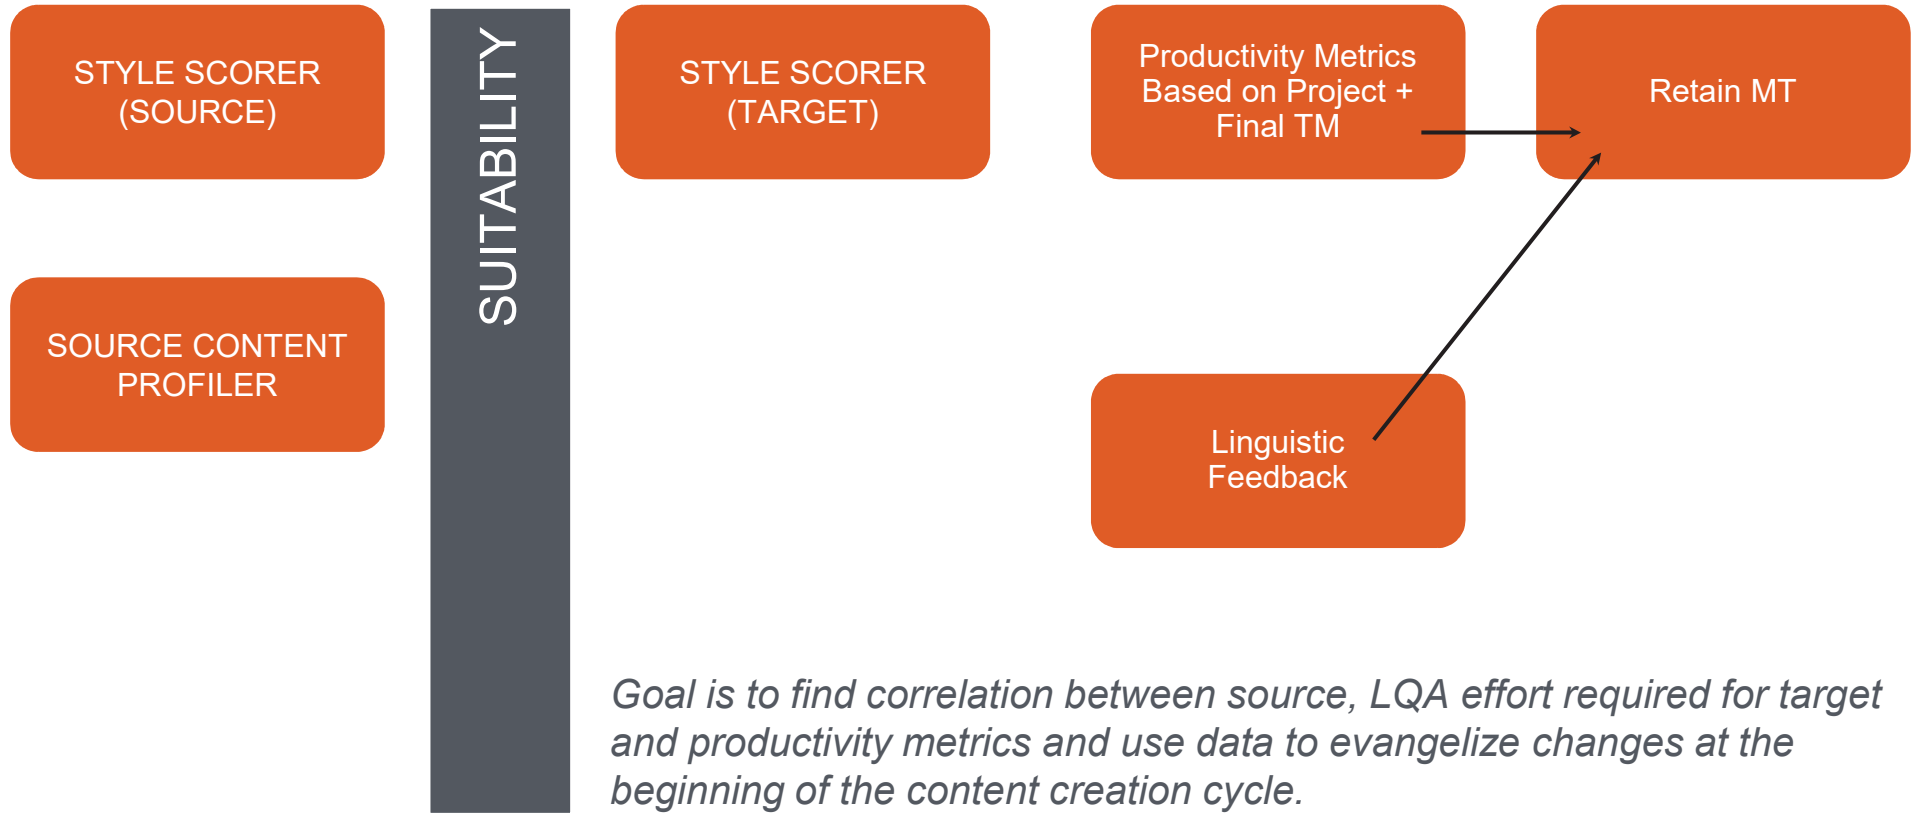 STYLE SCORER
(SOURCE)
SOURCE CONTENT
PROFILER
SUITABILITY
STYLE SCORER
(TARGET)
Productivity Metrics
Based on Project +
Final TM
Retain MT
Linguistic
Feedback
Goal is to find correlation between source, LQA effort required for target
and productivity metrics and use data to evangelize changes at the
beginning of the content creation cycle.